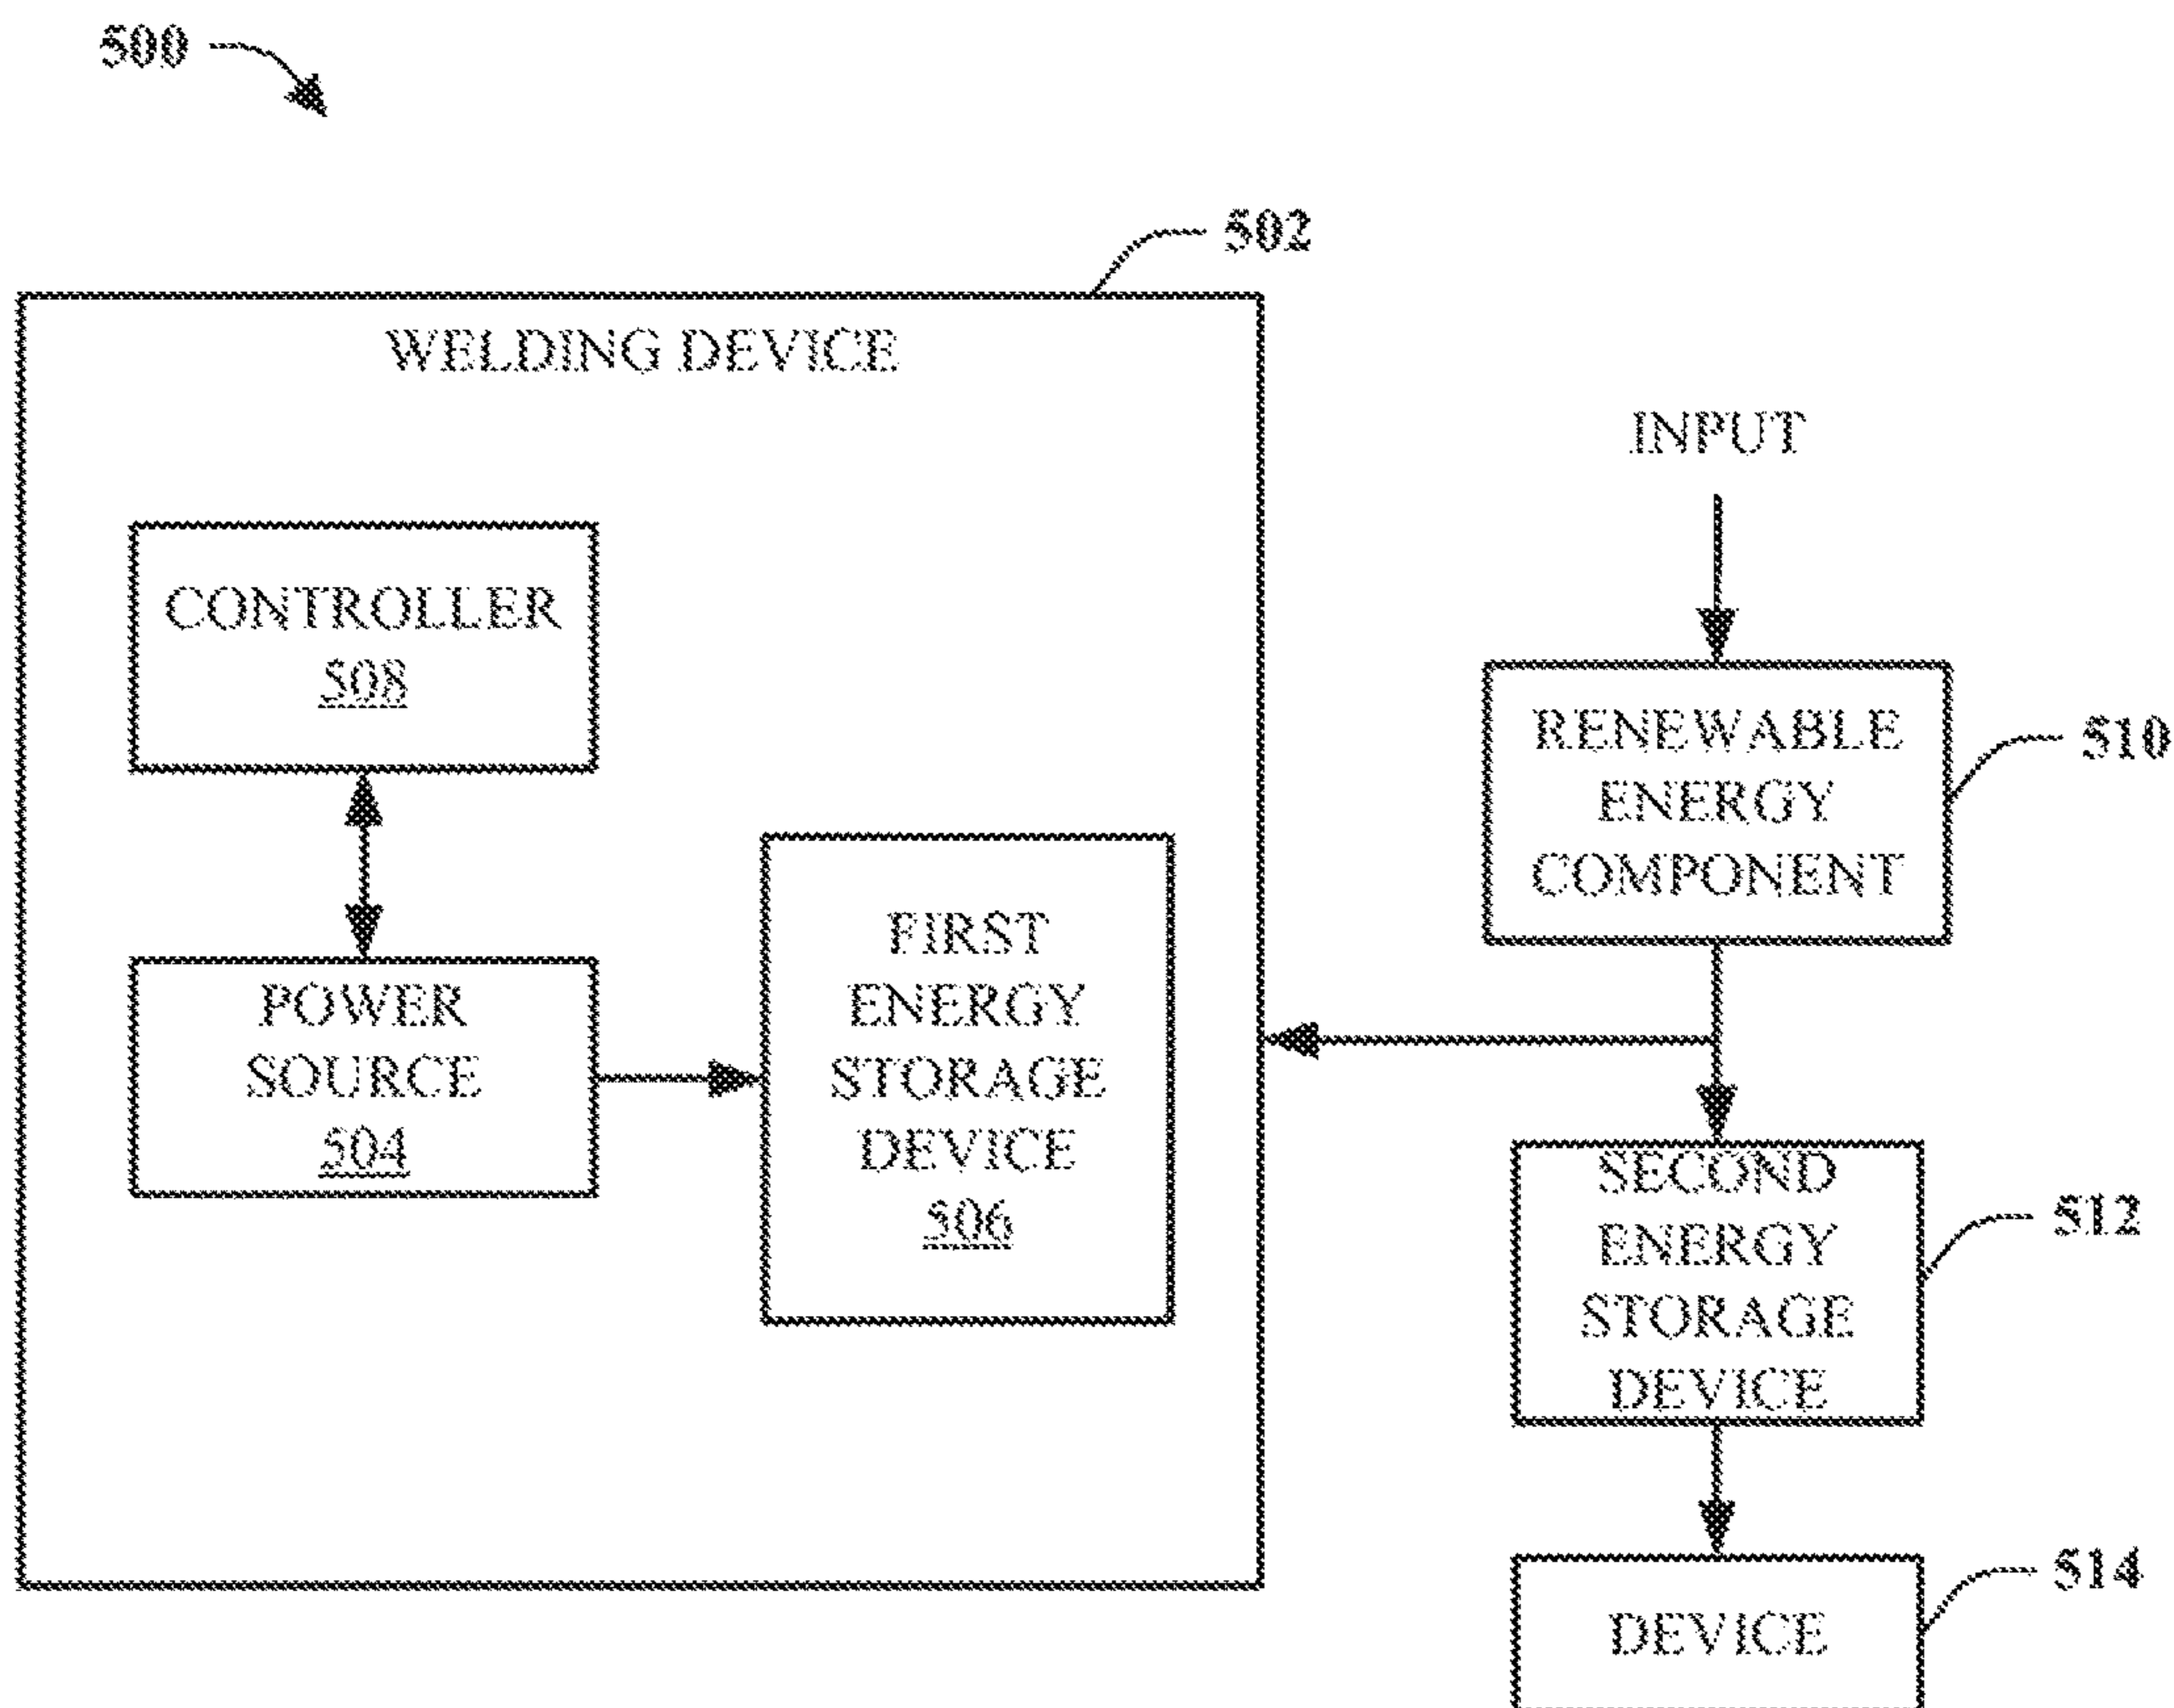 500
502
WELDING DEVICE
INPUT
CONTROLLER
508
RENEWABLE
ENERGY
COMPONENT
510
POWER
SOURCE
504
FIRST
ENERGY
STORAGE
DEVICE
506
SECOND
ENERGY
STORAGE
DEVICE
512
DEVICE
514